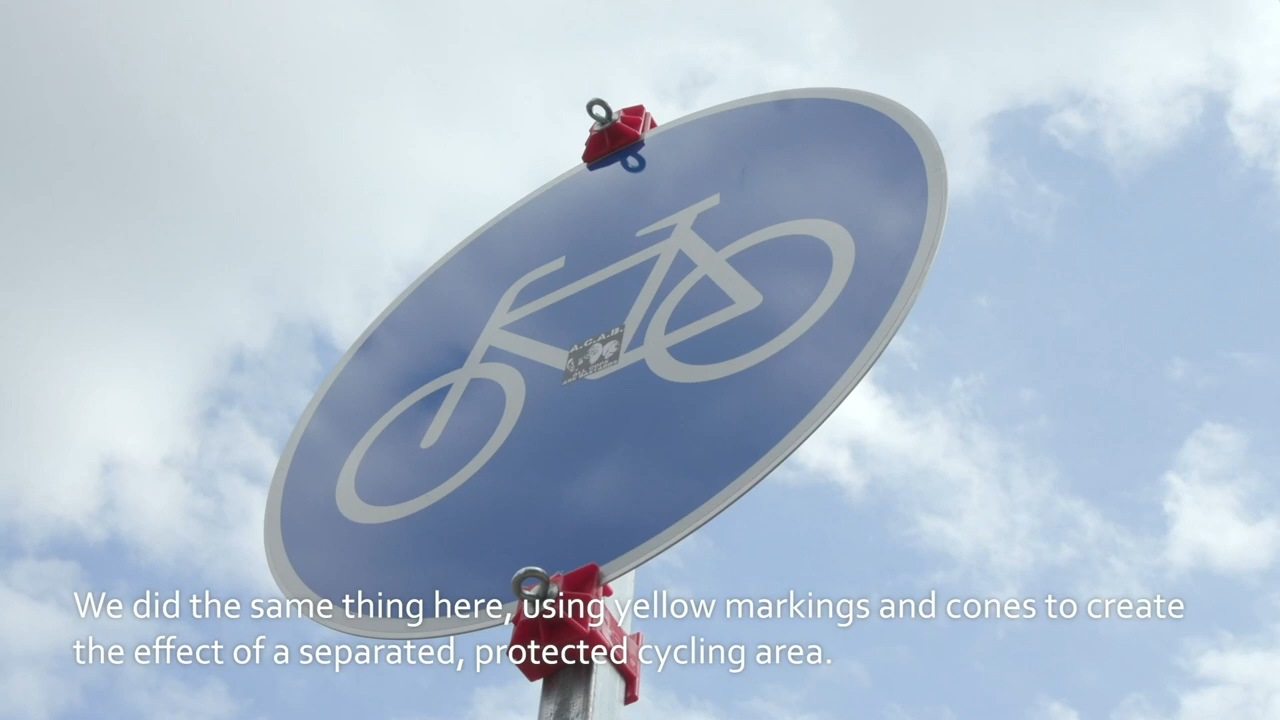 A.C.A.B.
We did the same thing here, using yellow markings and cones to create
the effect of a separated, protected cycling area.